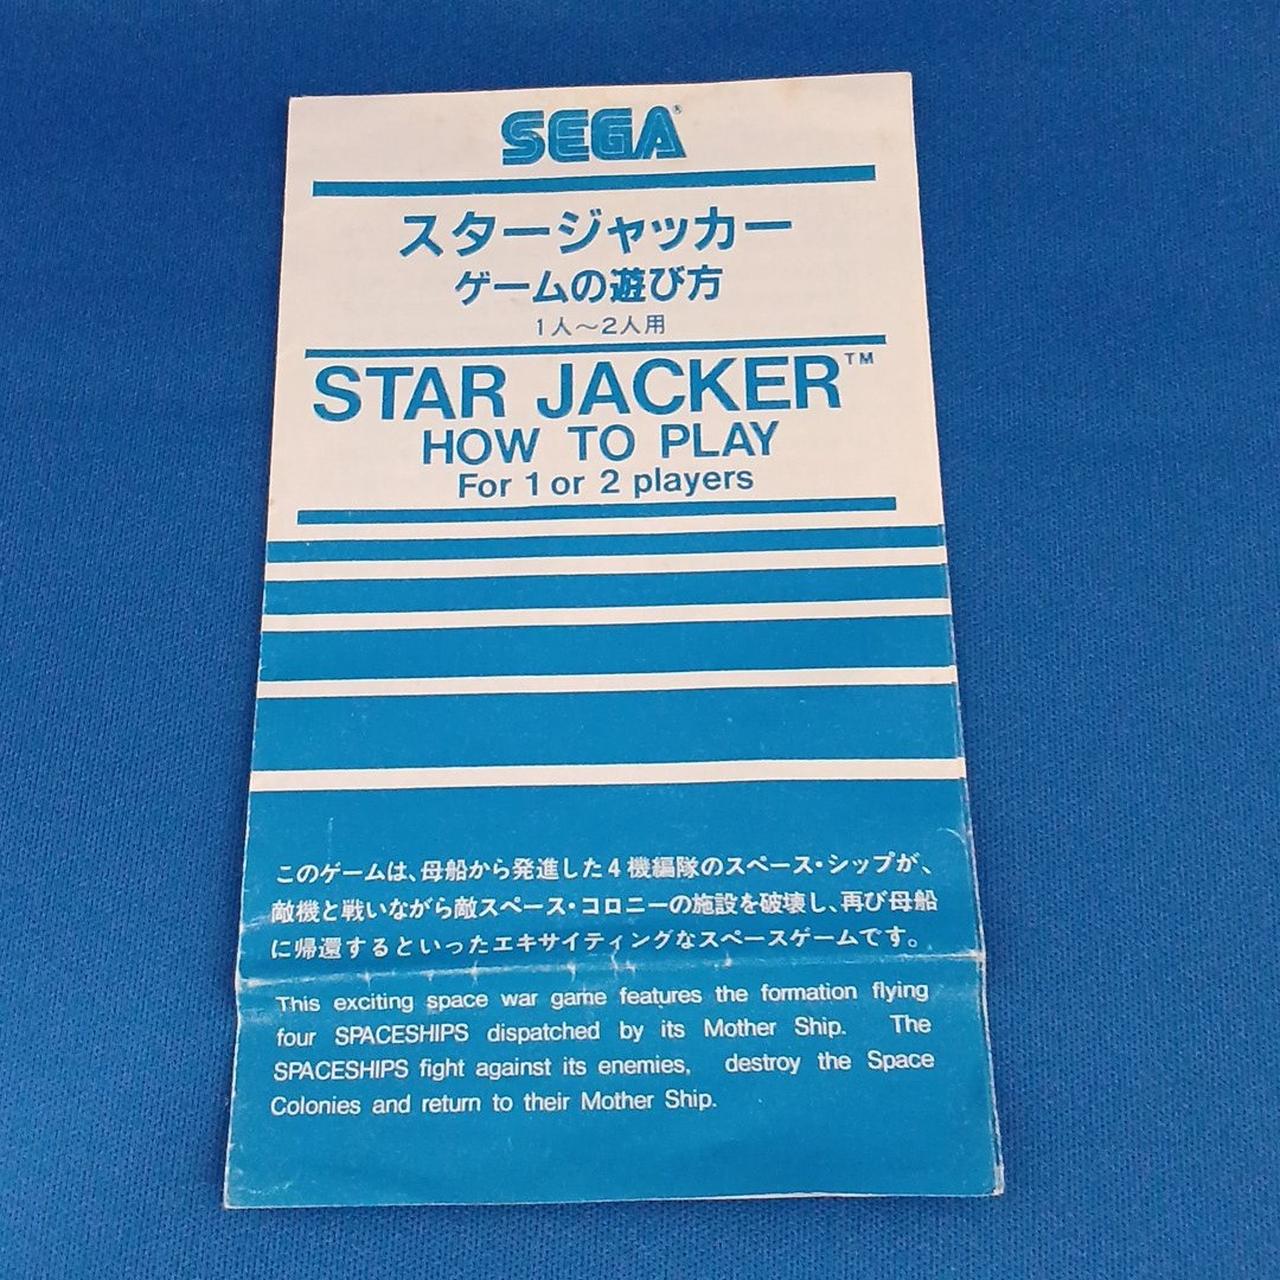 SEGA®
スタージャッカー
ゲームの遊び方
1人～2人用
STAR JACKER™
HOW TO PLAY
For 1 or 2 players
このゲームは、母船から発進した4機編隊のスペース・シップが、
敵機と戦いながら敵スペース・コロニーの施設を破壊し、再び母船
に帰還するといったエキサイティングなスペースゲームです。
This exciting space war game features the formation flying
four SPACESHIPS dispatched by its Mother Ship. The
SPACESHIPS fight against its enemies, destroy the Space
Colonies and return to their Mother Ship.